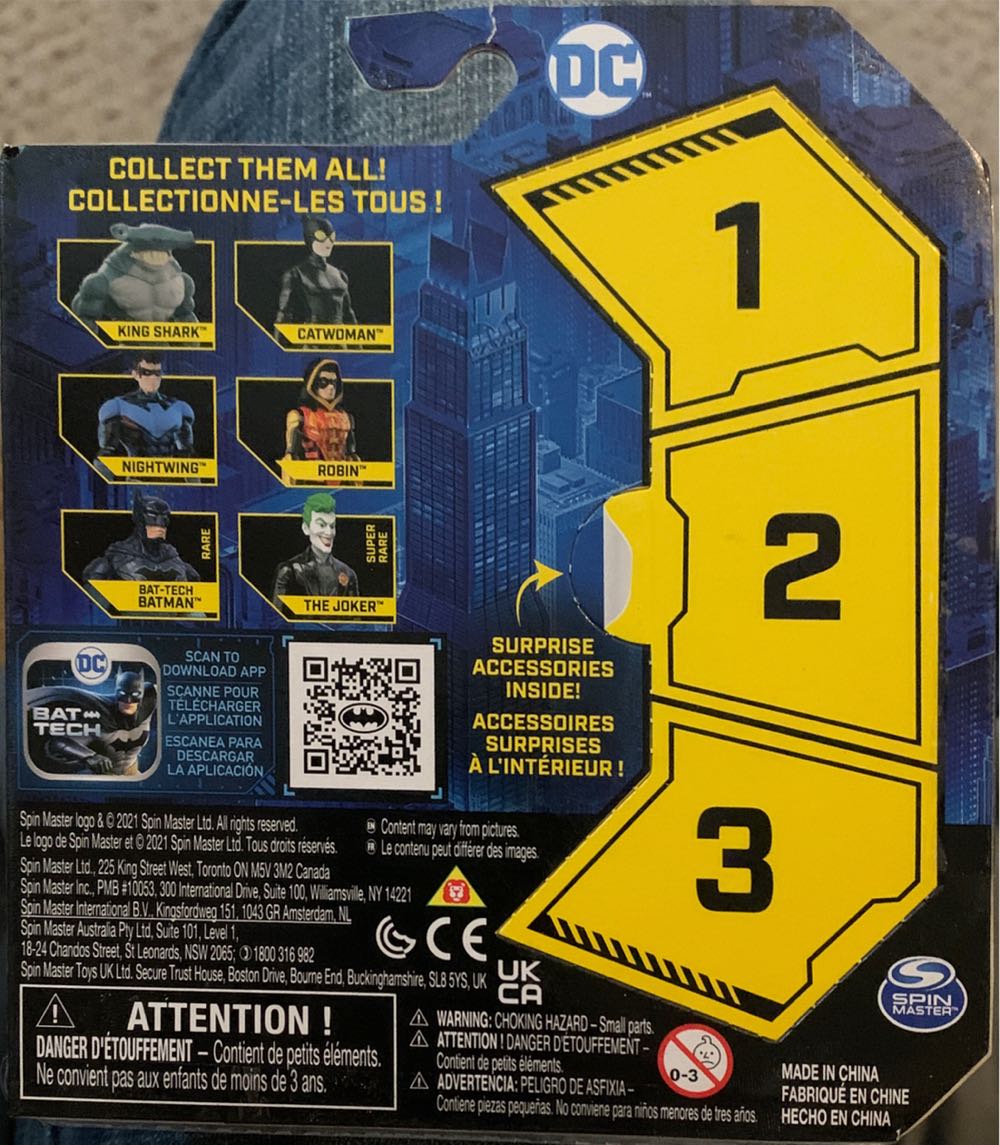 DC
COLLECT THEM ALL!
COLLECTIONNE-LES TOUS !
KING SHARK™
CATWOMAN™
NIGHTWING™
ROBIN™
BAT-TECH
BATMAN™
RARE
THE JOKER™
SUPER
RARE
WAYNE
1
2
3
SURPRISE
ACCESSORIES
INSIDE!
ACCESSOIRES
SURPRISES
À L'INTÉRIEUR !
DC
BAT
TECH
SCAN TO
DOWNLOAD APP
SCANNE POUR
TÉLÉCHARGER
L'APPLICATION
ESCANEA PARA
DESCARGAR
LA APLICACIÓN
Spin Master logo & © 2021 Spin Master Ltd. All rights reserved.
Le logo de Spin Master et © 2021 Spin Master Ltd. Tous droits réservés.
EN Content may vary from pictures.
FR Le contenu peut différer des images.
Spin Master Ltd., 225 King Street West, Toronto ON M5V 3M2 Canada
Spin Master Inc., PMB #10053, 300 International Drive, Suite 100, Williamsville, NY 14221
Spin Master International B.V., Kingsfordweg 151, 1043 GR Amsterdam, NL
Spin Master Australia Pty Ltd, Suite 101, Level 1,
18-24 Chandos Street, St Leonards, NSW 2065; 1800 316 982
Spin Master Toys UK Ltd. Secure Trust House, Boston Drive, Bourne End, Buckinghamshire, SL8 5YS, UK
CE
UK
CA
ATTENTION !
DANGER D'ÉTOUFFEMENT – Contient de petits éléments.
Ne convient pas aux enfants de moins de 3 ans.
WARNING: CHOKING HAZARD – Small parts.
ATTENTION ! DANGER D'ÉTOUFFEMENT –
Contient de petits éléments.
ADVERTENCIA: PELIGRO DE ASFIXIA –
Contiene piezas pequeñas. No conviene para niños menores de tres años.
0-3
SPIN
MASTER™
MADE IN CHINA
FABRIQUÉ EN CHINE
HECHO EN CHINA
1